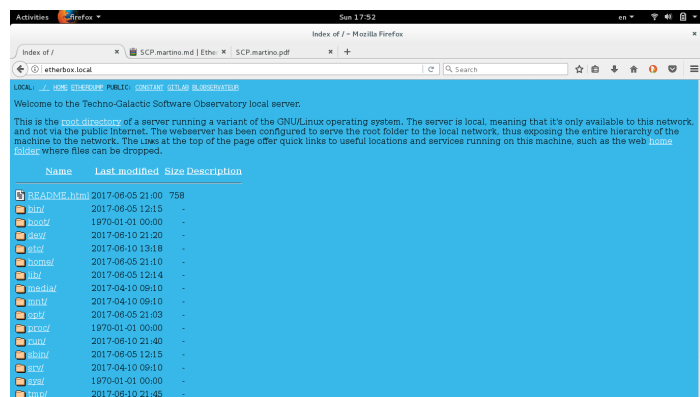 Activities Firefox Sun 17:52 en
Index of / - Mozilla Firefox
Index of / SCP.martino.md | Ether SCP.martino.pdf
etherbox.local Search
LOCAL: / HOME ETHERDUMP PUBLIC: CONSTANT GITLAB BLOBSERVATEUR
Welcome to the Techno-Galactic Software Observatory local server.
This is the root directory of a server running a variant of the GNU/Linux operating system. The server is local, meaning that it's only available to this network,
and not via the public Internet. The webserver has been configured to serve the root folder to the local network, thus exposing the entire hierarchy of the
machine to the network. The LINKS at the top of the page offer quick links to useful locations and services running on this machine, such as the web home
folder where files can be dropped.
Name Last modified Size Description
README.html 2017-06-05 21:00 758
bin/ 2017-06-05 12:15 -
boot/ 1970-01-01 00:00 -
dev/ 2017-06-10 21:20 -
etc/ 2017-06-10 13:18 -
home/ 2017-06-05 21:10 -
lib/ 2017-06-05 12:14 -
media/ 2017-04-10 09:10 -
mnt/ 2017-04-10 09:10 -
opt/ 2017-06-05 21:03 -
proc/ 1970-01-01 00:00 -
run/ 2017-06-10 21:40 -
sbin/ 2017-06-05 12:15 -
srv/ 2017-04-10 09:10 -
sys/ 1970-01-01 00:00 -
tmp/ 2017-06-10 21:45 -